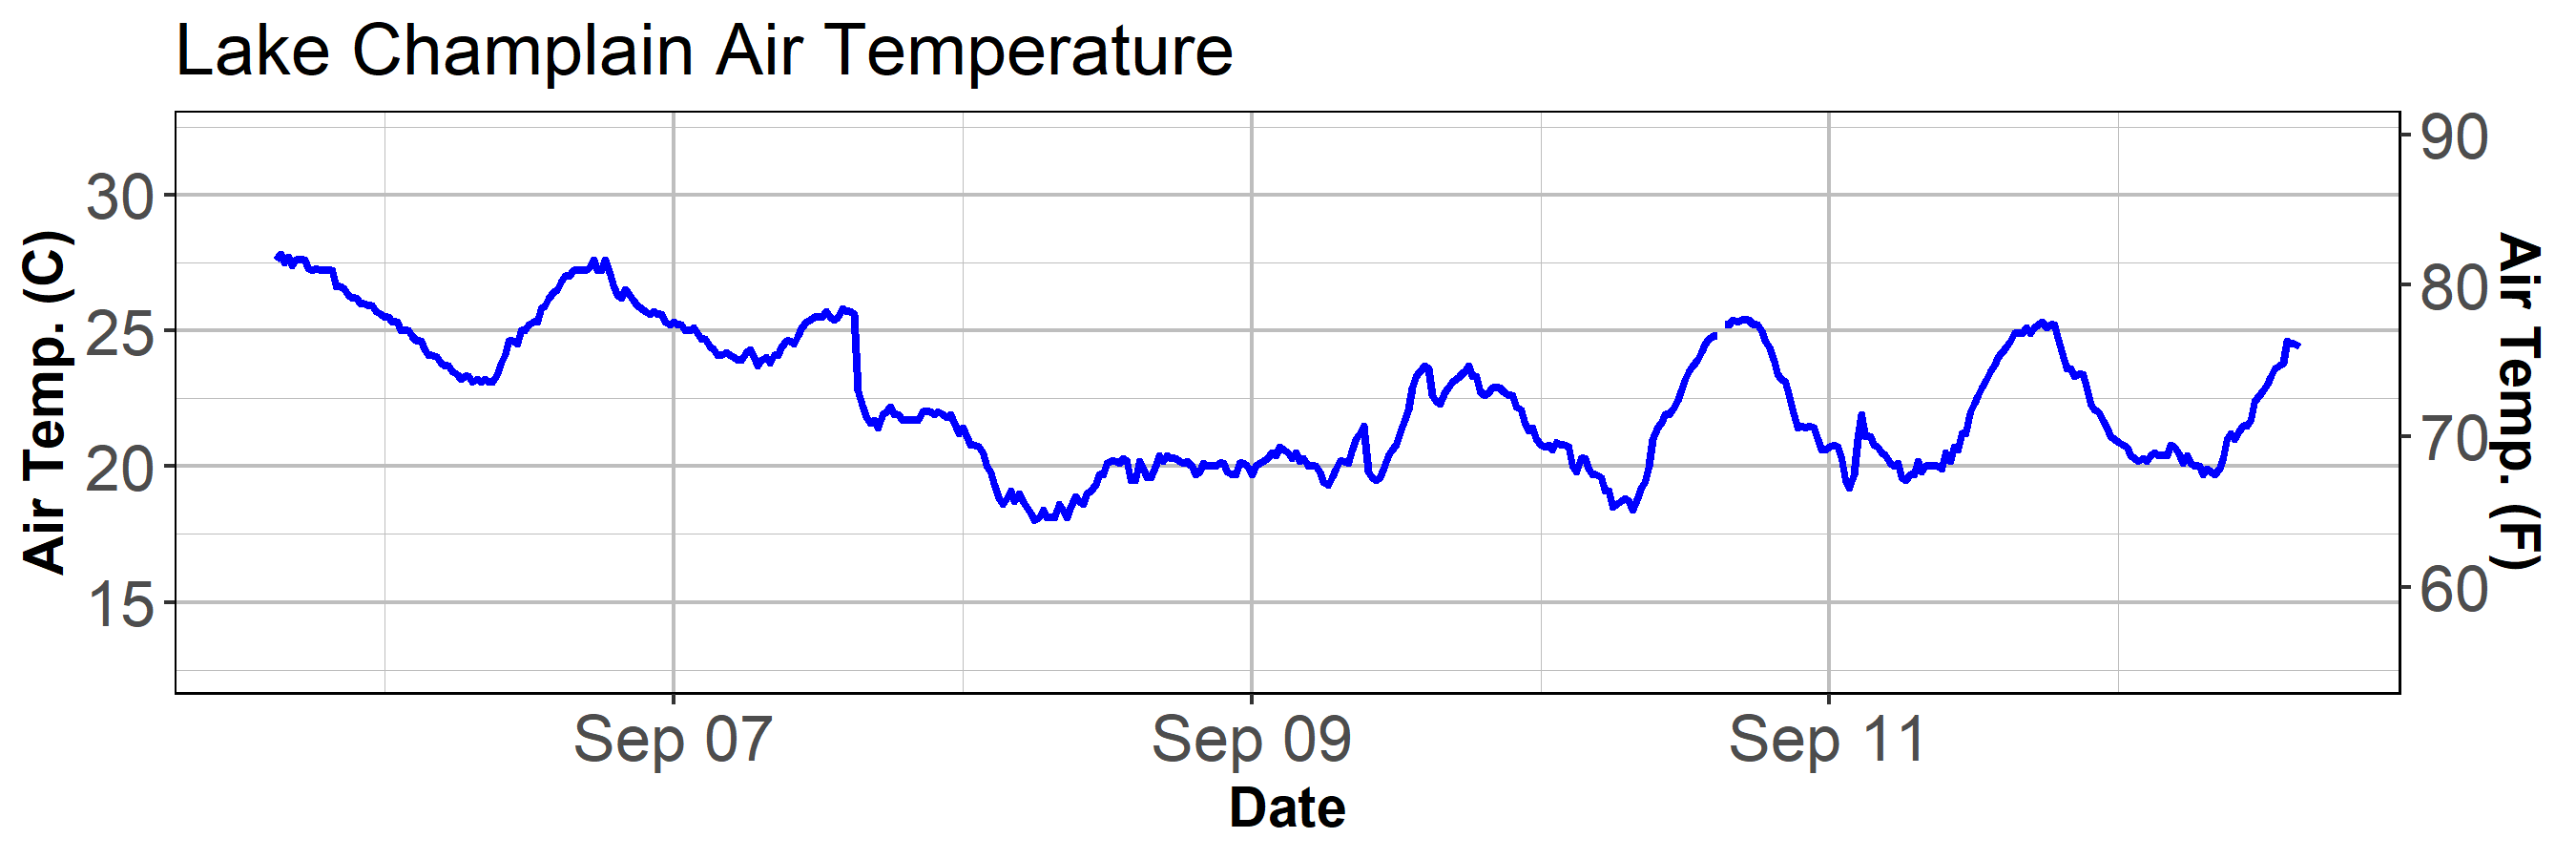 Lake Champlain Air Temperature
Air Temp. (C)
30
25
20
15
90
80
70
60
Air Temp. (F)
Sep 07 Sep 09 Sep 11
Date